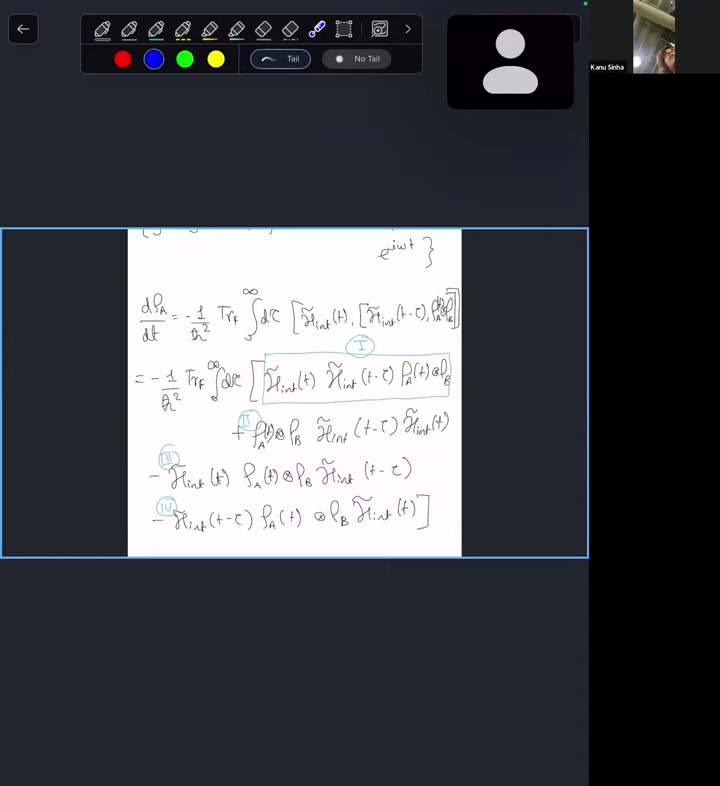 Tail
No Tail
Kanu Sinha
e^{iωt} }
dρ_A/dt = -1/ħ² Tr_F ∫_0^∞ dτ [H̃_int(t), [H̃_int(t-τ), ρ_A(t)⊗ρ_B]]
I
= -1/ħ² Tr_F ∫_0^∞ dτ [ H̃_int(t) H̃_int(t-τ) ρ_A(t)⊗ρ_B
II
+ ρ_A(t)⊗ρ_B H̃_int(t-τ) H̃_int(t)
III
- H̃_int(t) ρ_A(t)⊗ρ_B H̃_int(t-τ)
IV
- H̃_int(t-τ) ρ_A(t) ⊗ρ_B H̃_int(t) ]